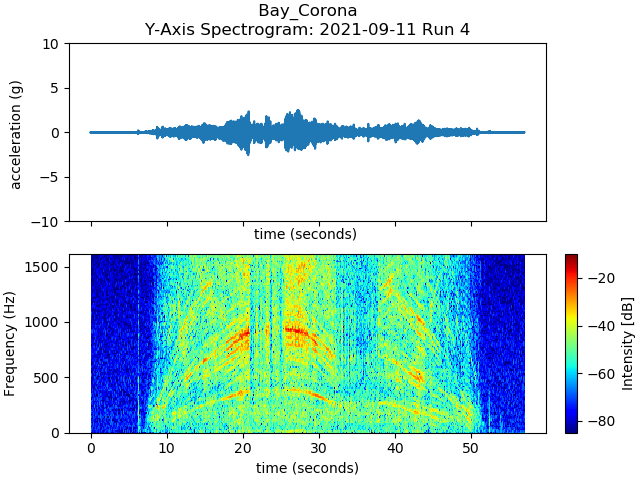 Bay_Corona
Y-Axis Spectrogram: 2021-09-11 Run 4
10
5
0
−5
−10
acceleration (g)
time (seconds)
1500
1000
500
0
Frequency (Hz)
0 10 20 30 40 50
time (seconds)
−20
−40
−60
−80
Intensity [dB]